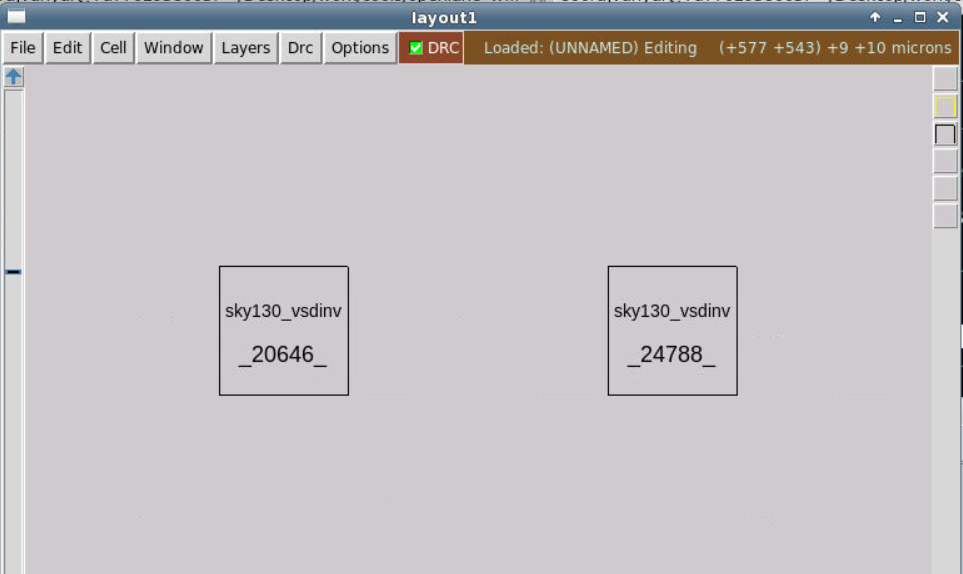 layout1
File Edit Cell Window Layers Drc Options DRC Loaded: (UNNAMED) Editing (+577 +543) +9 +10 microns
sky130_vsdinv sky130_vsdinv
_20646_ _24788_